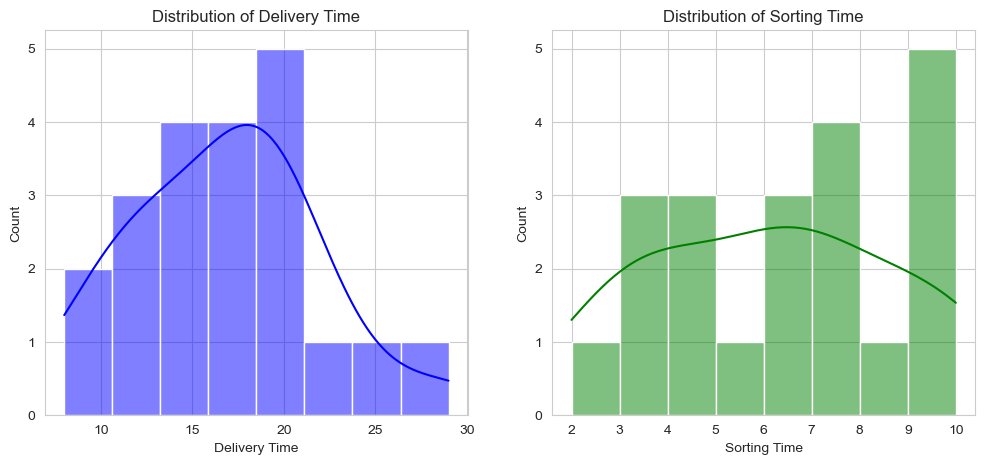 Distribution of Delivery Time
Count
5
4
3
2
1
0
10 15 20 25 30
Delivery Time
Distribution of Sorting Time
Count
5
4
3
2
1
0
2 3 4 5 6 7 8 9 10
Sorting Time